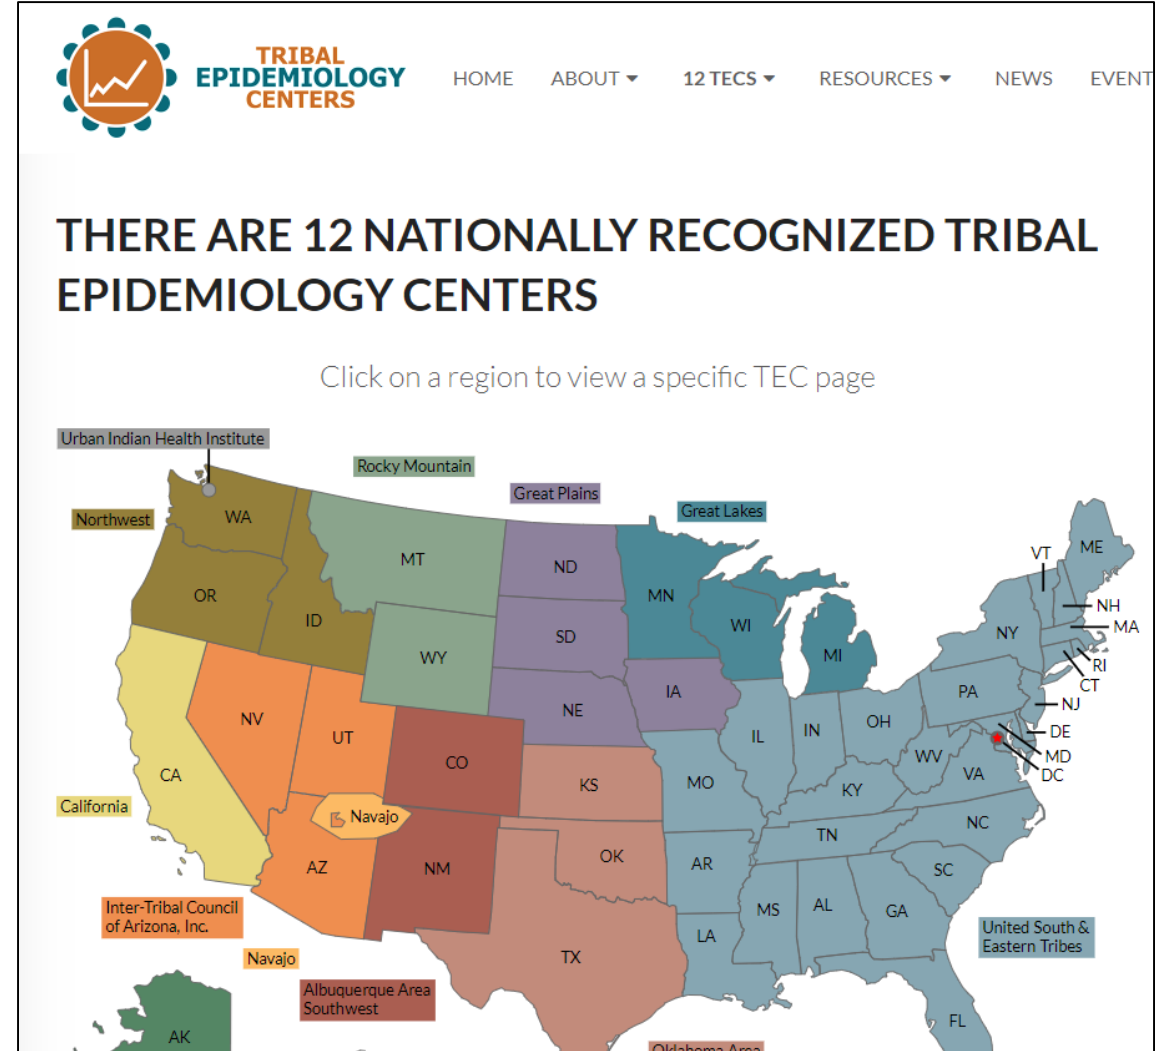 TRIBAL
EPIDEMIOLOGY
CENTERS
HOME
ABOUT
12 TECS
RESOURCES
NEWS
EVENT
THERE ARE 12 NATIONALLY RECOGNIZED TRIBAL
EPIDEMIOLOGY CENTERS
Click on a region to view a specific TEC page
Urban Indian Health Institute
Rocky Mountain
Great Plains
Great Lakes
Northwest
WA
MT
ND
MN
VT
ME
OR
ID
SD
WI
NH
MA
NY
WY
MI
RI
CT
IA
PA
NJ
NV
NE
UT
OH
IN
IL
DE
CO
WV
MD
DC
CA
VA
KS
MO
KY
California
Navajo
NC
TN
AZ
NM
OK
AR
SC
Inter-Tribal Council
of Arizona, Inc.
MS
AL
GA
United South &
Eastern Tribes
LA
Navajo
TX
Albuquerque Area
Southwest
FL
AK
Oklahoma Area